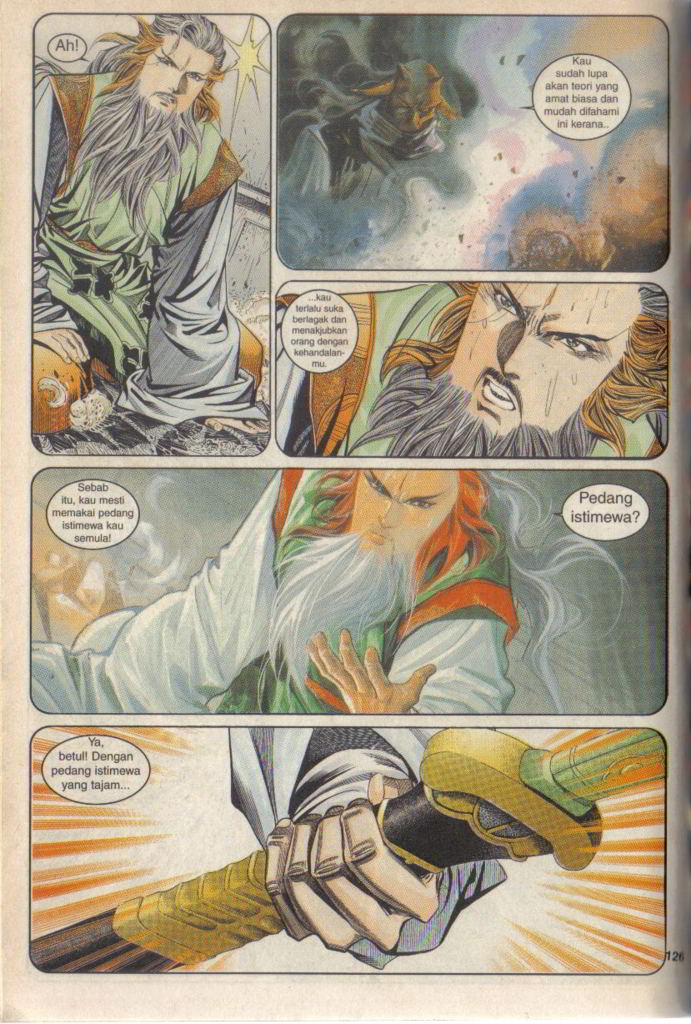 Ah!
Kau
sudah lupa
akan teori yang
amat biasa dan
mudah difahami
ini kerana..
...kau
terlalu suka
berlagak dan
menakjubkan
orang dengan
kehandalan-
mu.
Sebab
itu, kau mesti
memakai pedang
istimewa kau
semula!
Pedang
istimewa?
Ya,
betul! Dengan
pedang istimewa
yang tajam...
126